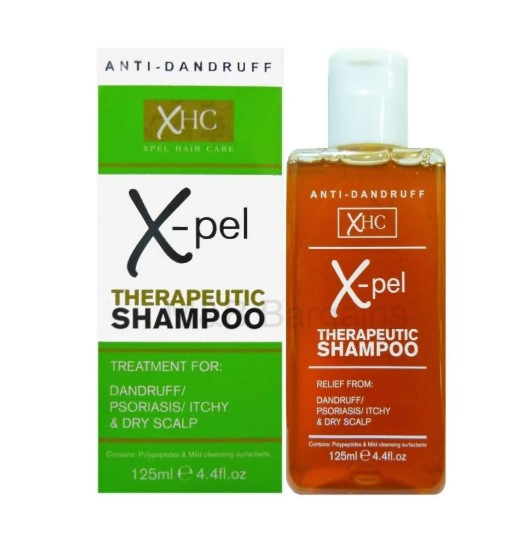 ANTI-DANDRUFF
XHC
XPEL HAIR CARE
X-pel
THERAPEUTIC
SHAMPOO
TREATMENT FOR:
DANDRUFF/
PSORIASIS/ ITCHY
& DRY SCALP
Contains: Polypeptides & Mild cleansing surfactants
125ml ℮ 4.4fl.oz
ANTI-DANDRUFF
XHC
X-pel
THERAPEUTIC
SHAMPOO
RELIEF FROM:
DANDRUFF/
PSORIASIS/ ITCHY
& DRY SCALP
Contains: Polypeptides & Mild cleansing surfactants
125ml ℮ 4.4fl.oz